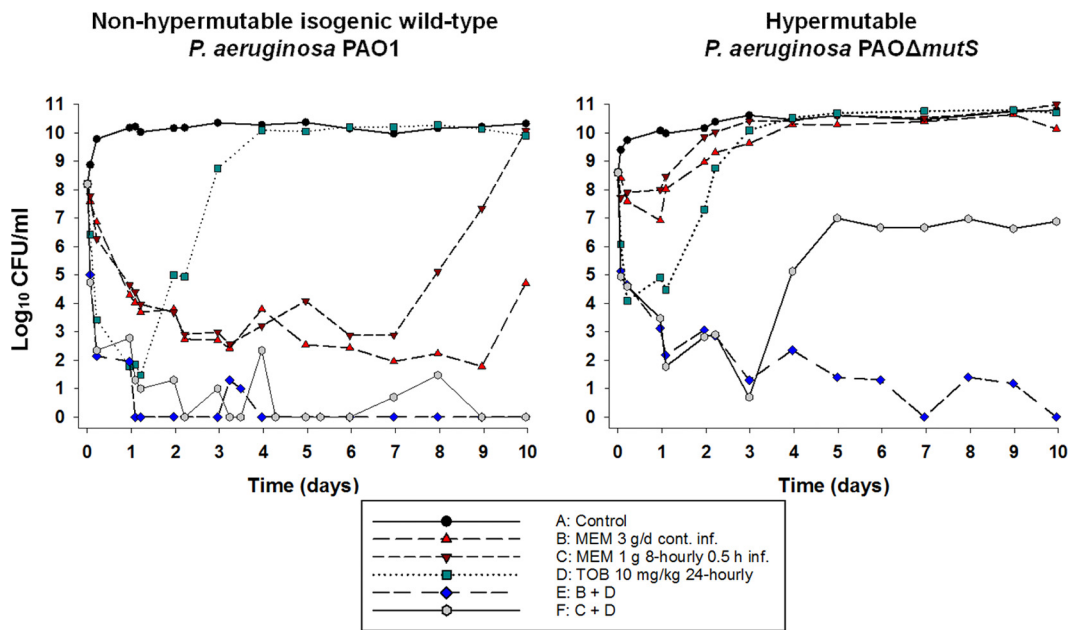 Non-hypermutable isogenic wild-type
P. aeruginosa PAO1
Hypermutable
P. aeruginosa PAOΔmutS
Log10 CFU/ml
11
10
9
8
7
6
5
4
3
2
1
0
0 1 2 3 4 5 6 7 8 9 10
Time (days)
11
10
9
8
7
6
5
4
3
2
1
0
0 1 2 3 4 5 6 7 8 9 10
Time (days)
A: Control
B: MEM 3 g/d cont. inf.
C: MEM 1 g 8-hourly 0.5 h inf.
D: TOB 10 mg/kg 24-hourly
E: B + D
F: C + D